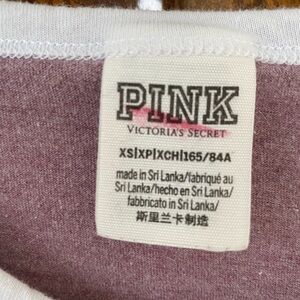 PINK
VICTORIA'S SECRET
XS|XP|XCH|165/84A
made in Sri Lanka/fabriqué au
Sri Lanka/hecho en Sri Lanka/
fabbricato in Sri Lanka/
斯里兰卡制造